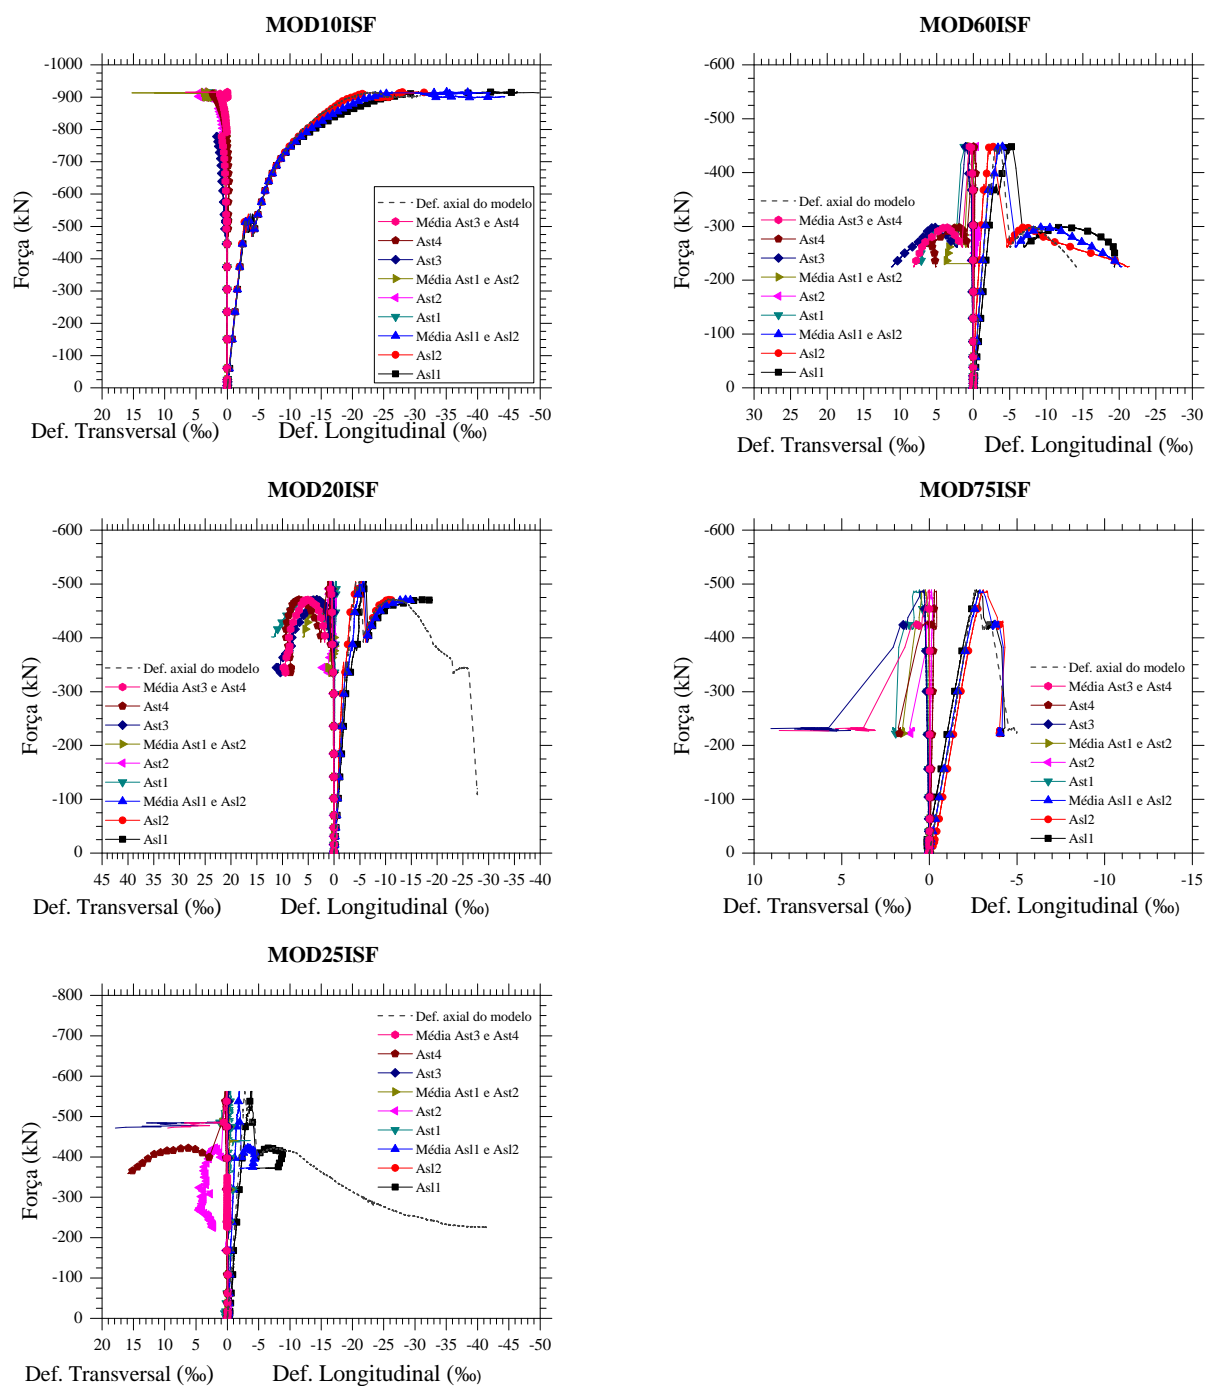 MOD10ISF
-1000
-900
-800
-700
-600
-500
-400
-300
-200
-100
0
Força (kN)
Def. axial do modelo
Média Ast3 e Ast4
Ast4
Ast3
Média Ast1 e Ast2
Ast2
Ast1
Média Asl1 e Asl2
Asl2
Asl1
20 15 10 5 0 -5 -10 -15 -20 -25 -30 -35 -40 -45 -50
Def. Transversal (‰) Def. Longitudinal (‰)
MOD60ISF
-600
-500
-400
-300
-200
-100
0
Força (kN)
Def. axial do modelo
Média Ast3 e Ast4
Ast4
Ast3
Média Ast1 e Ast2
Ast2
Ast1
Média Asl1 e Asl2
Asl2
Asl1
30 25 20 15 10 5 0 -5 -10 -15 -20 -25 -30
Def. Transversal (‰) Def. Longitudinal (‰)
MOD20ISF
-600
-500
-400
-300
-200
-100
0
Força (kN)
Def. axial do modelo
Média Ast3 e Ast4
Ast4
Ast3
Média Ast1 e Ast2
Ast2
Ast1
Média Asl1 e Asl2
Asl2
Asl1
45 40 35 30 25 20 15 10 5 0 -5 -10 -15 -20 -25 -30 -35 -40
Def. Transversal (‰) Def. Longitudinal (‰)
MOD75ISF
-600
-500
-400
-300
-200
-100
0
Força (kN)
Def. axial do modelo
Média Ast3 e Ast4
Ast4
Ast3
Média Ast1 e Ast2
Ast2
Ast1
Média Asl1 e Asl2
Asl2
Asl1
10 5 0 -5 -10 -15
Def. Transversal (‰) Def. Longitudinal (‰)
MOD25ISF
-800
-700
-600
-500
-400
-300
-200
-100
0
Força (kN)
Def. axial do modelo
Média Ast3 e Ast4
Ast4
Ast3
Média Ast1 e Ast2
Ast2
Ast1
Média Asl1 e Asl2
Asl2
Asl1
20 15 10 5 0 -5 -10 -15 -20 -25 -30 -35 -40 -45 -50
Def. Transversal (‰) Def. Longitudinal (‰)